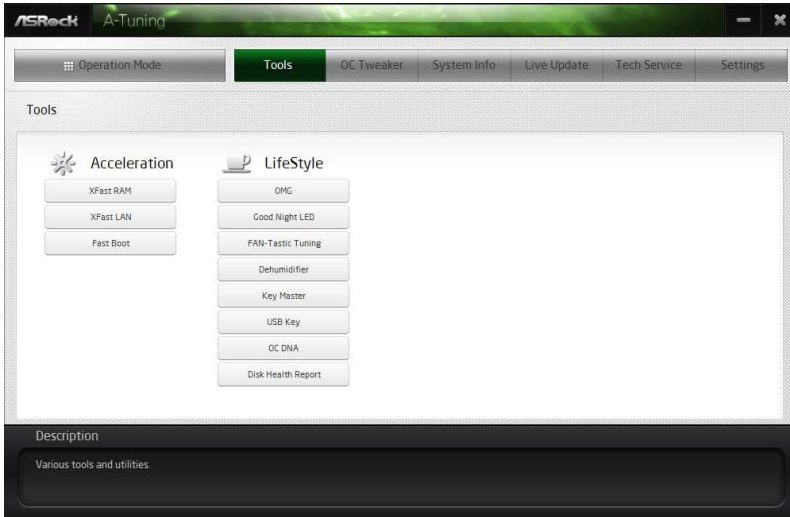 ASRock A-Tuning
Operation Mode Tools OC Tweaker System Info Live Update Tech Service Settings
Tools
Acceleration
XFast RAM
XFast LAN
Fast Boot
LifeStyle
OMG
Good Night LED
FAN-Tastic Tuning
Dehumidifier
Key Master
USB Key
OC DNA
Disk Health Report
Description
Various tools and utilities.